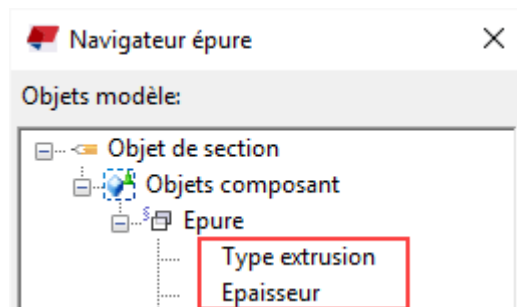 Navigateur épure
Objets modèle:
Objet de section
Objets composant
§ Epure
Type extrusion
Epaisseur